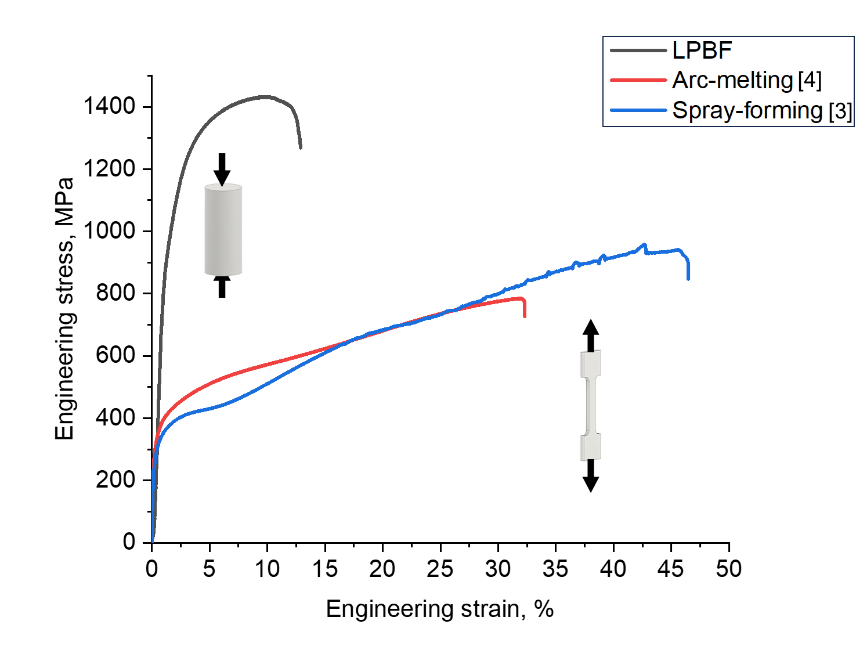 LPBF
Arc-melting [4]
Spray-forming [3]
Engineering stress, MPa
1400
1200
1000
800
600
400
200
0
0 5 10 15 20 25 30 35 40 45 50
Engineering strain, %